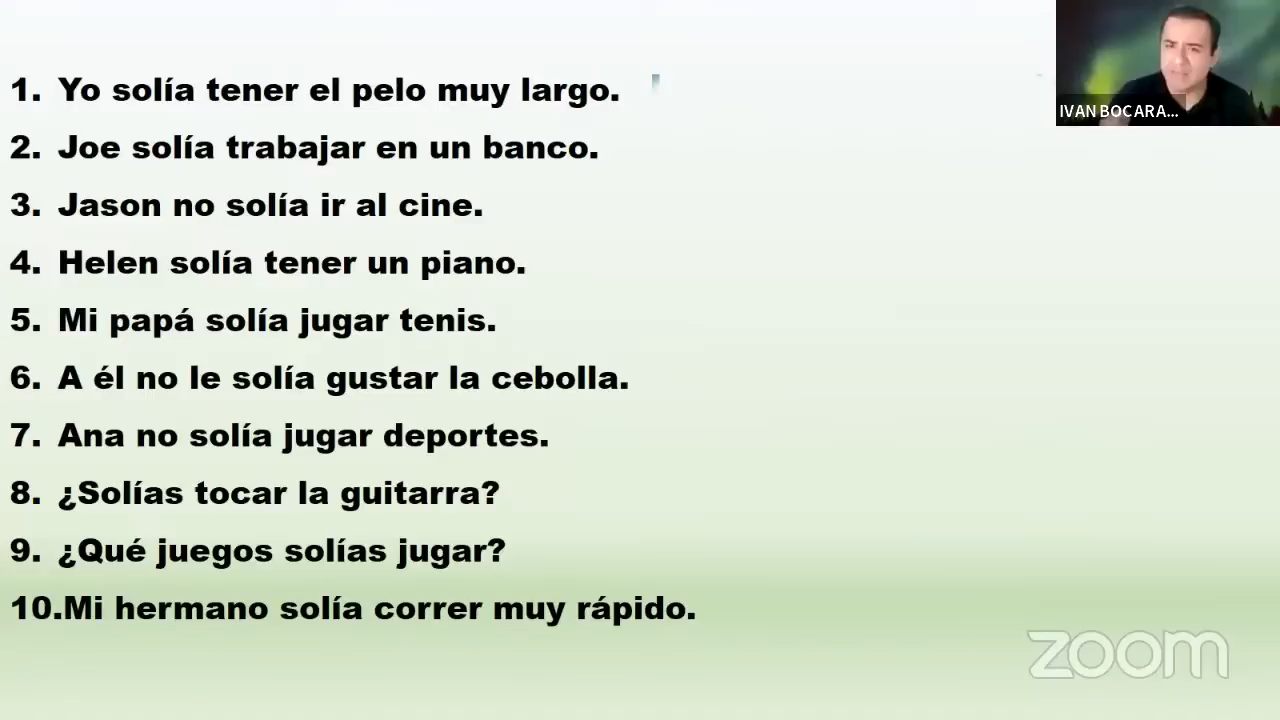 1. Yo solía tener el pelo muy largo.
2. Joe solía trabajar en un banco.
3. Jason no solía ir al cine.
4. Helen solía tener un piano.
5. Mi papá solía jugar tenis.
6. A él no le solía gustar la cebolla.
7. Ana no solía jugar deportes.
8. ¿Solías tocar la guitarra?
9. ¿Qué juegos solías jugar?
10.Mi hermano solía correr muy rápido.
IVAN BOCARA...
zoom